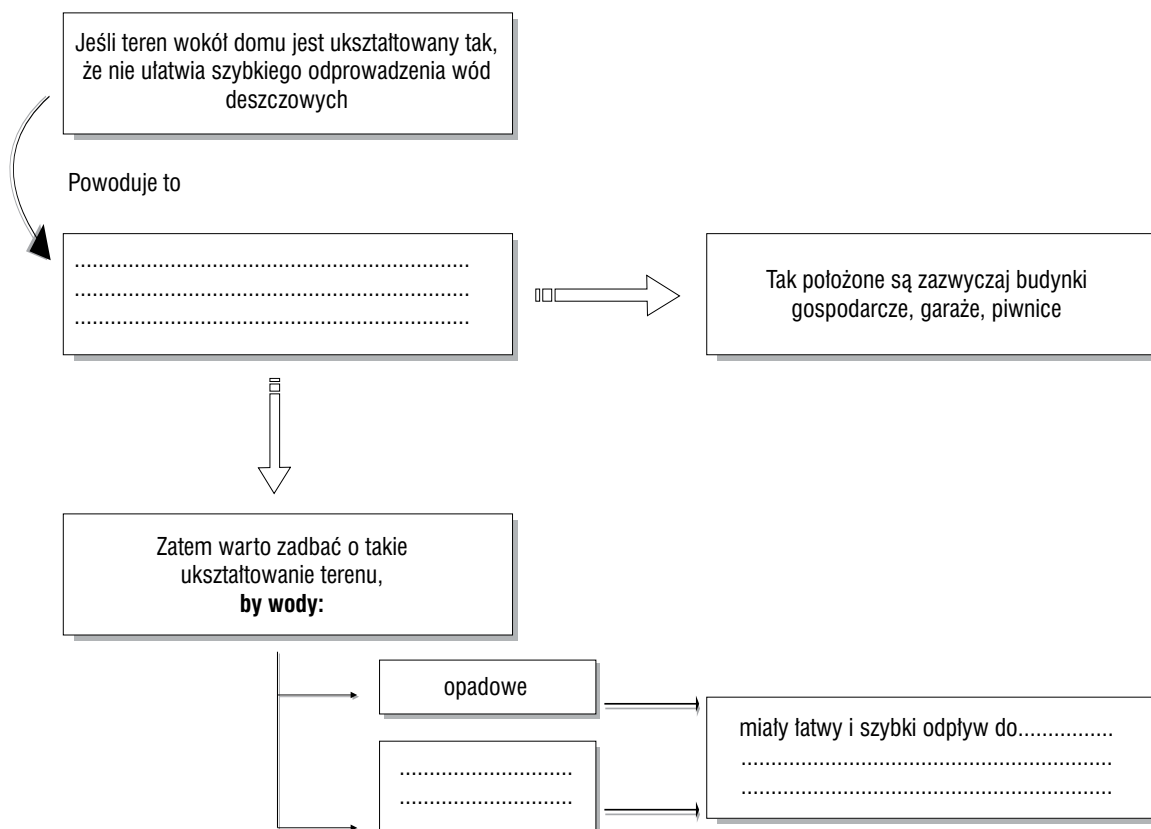 Jeśli teren wokół domu jest ukształtowany tak,
że nie ułatwia szybkiego odprowadzenia wód
deszczowych
Powoduje to
....................................................................
....................................................................
....................................................................
Tak położone są zazwyczaj budynki
gospodarcze, garaże, piwnice
Zatem warto zadbać o takie
ukształtowanie terenu,
by wody:
opadowe
..............................
..............................
miały łatwy i szybki odpływ do................
................................................................
................................................................